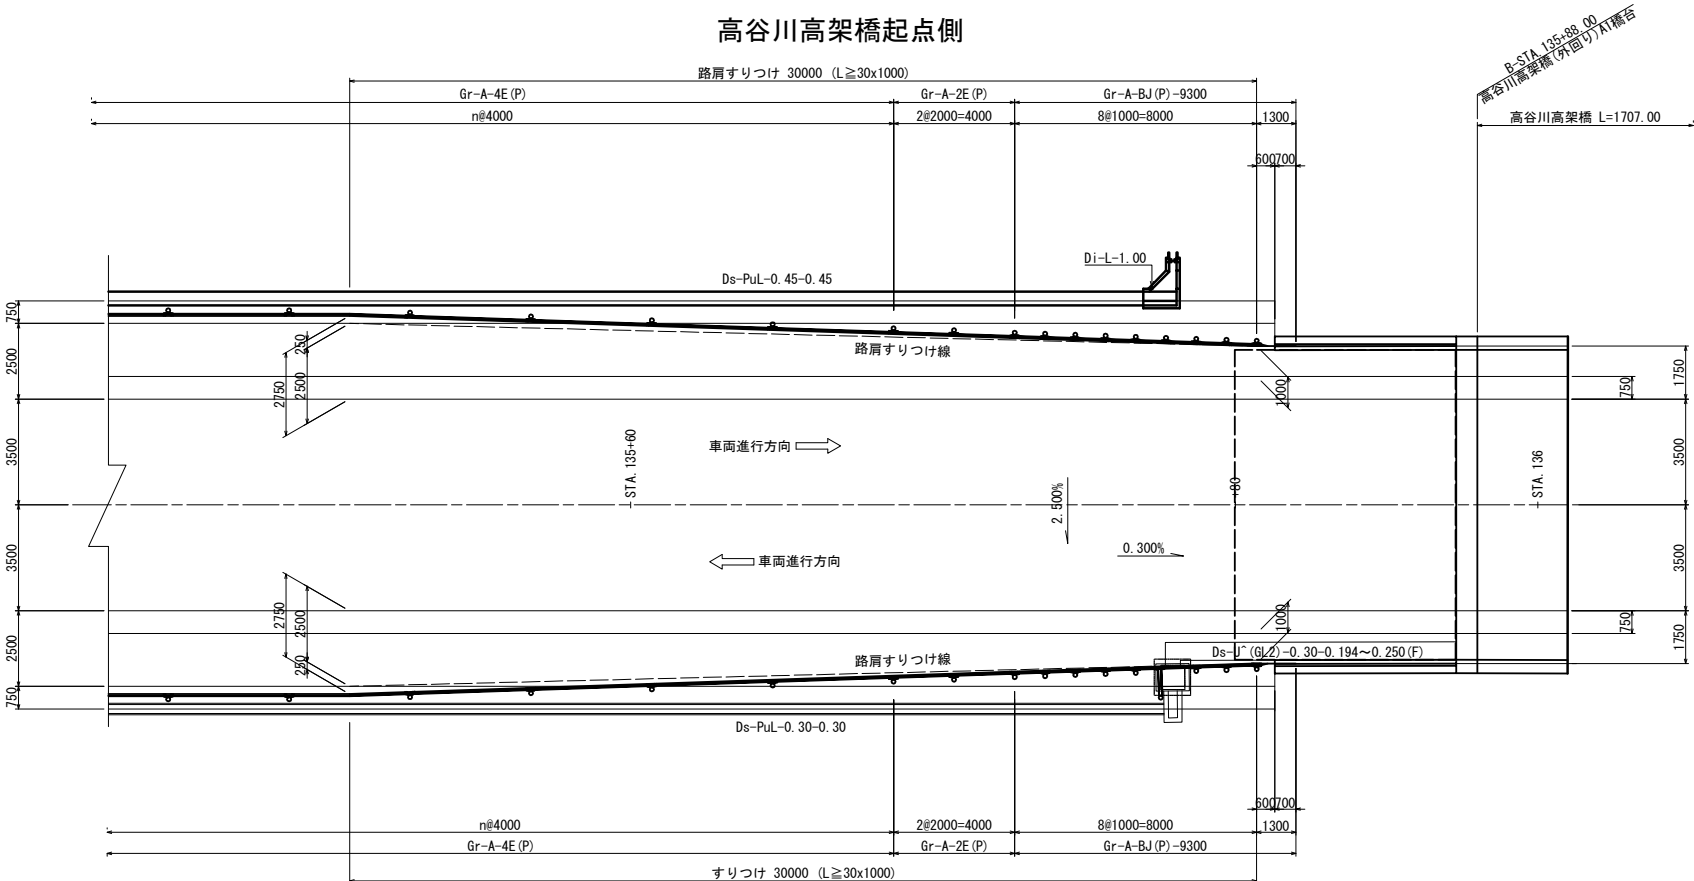 高谷川高架橋起点側
B-STA.135+88.00
高谷川高架橋(外回り)A1橋台
路肩すりつけ 30000 (L≧30x1000)
Gr-A-4E(P)
Gr-A-2E(P)
Gr-A-BJ(P)-9300
n@4000
2@2000=4000
8@1000=8000
1300
高谷川高架橋 L=1707.00
600
700
Di-L-1.00
Ds-PuL-0.45-0.45
750
2500
3500
3500
2500
750
250
2500
2750
路肩すりつけ線
1000
750
1750
3500
3500
1750
750
車両進行方向
STA.135+60
2.500%
+80
STA.136
0.300%
車両進行方向
2750
2500
250
1000
路肩すりつけ線
Ds-U^(GL2)-0.30-0.194～0.250(F)
Ds-PuL-0.30-0.30
600
700
n@4000
2@2000=4000
8@1000=8000
1300
Gr-A-4E(P)
Gr-A-2E(P)
Gr-A-BJ(P)-9300
すりつけ 30000 (L≧30x1000)